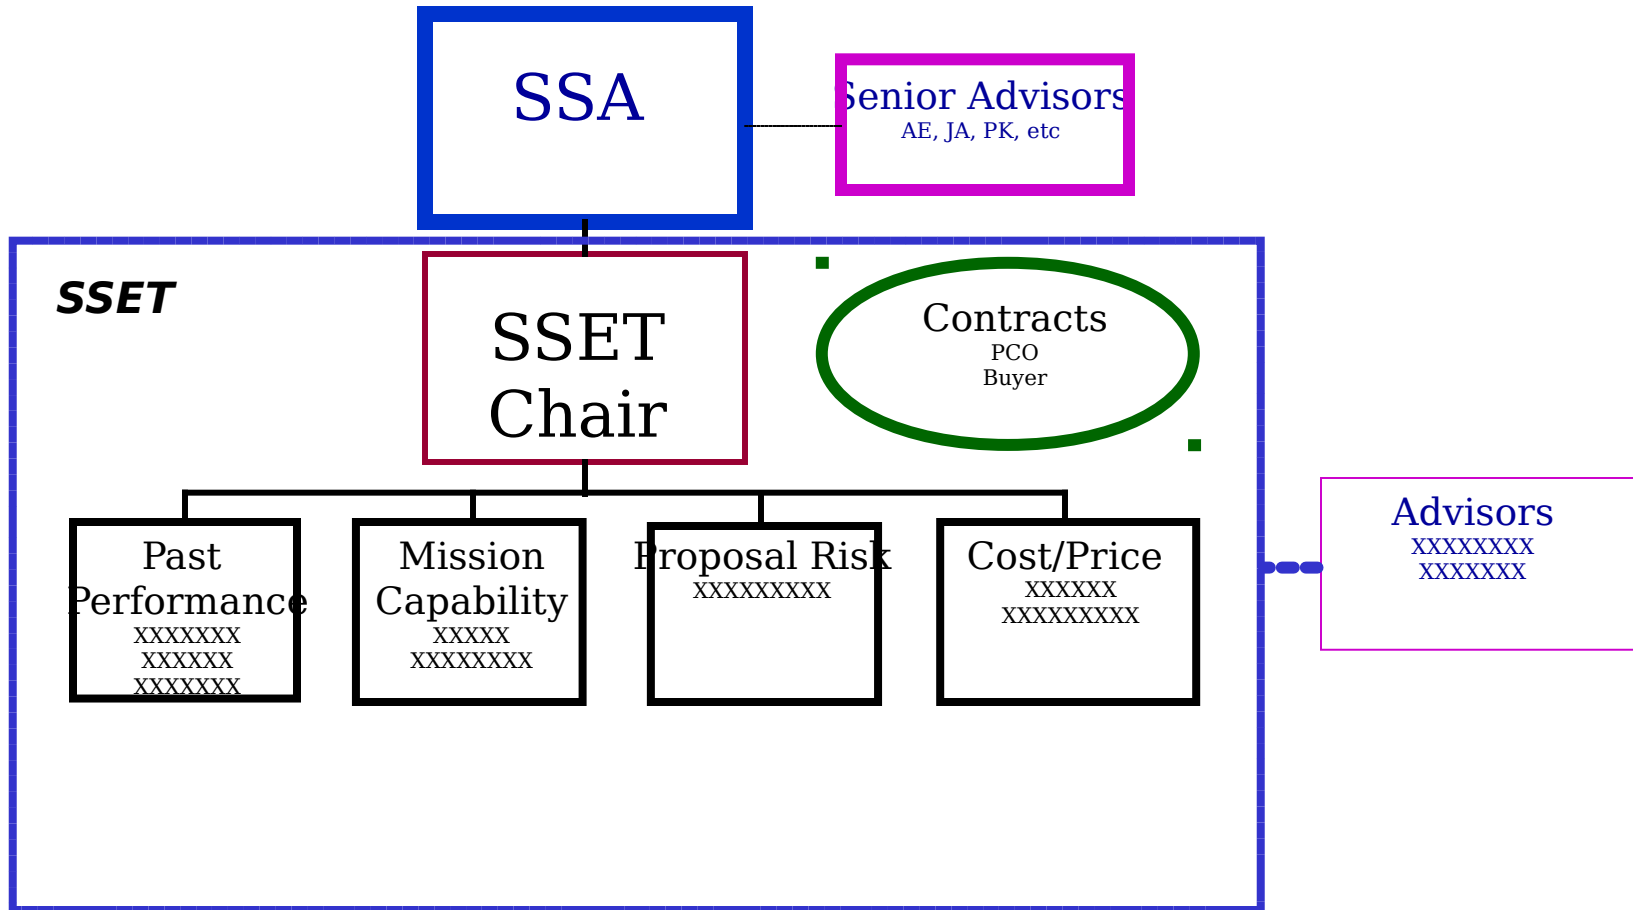 SSA
Senior Advisors
AE, JA, PK, etc
SSET
SSET
Chair
Contracts
PCO
Buyer
Past
Performance
XXXXXXX
XXXXXX
XXXXXXX
Mission
Capability
XXXXX
XXXXXXXX
Proposal Risk
XXXXXXXXX
Cost/Price
XXXXXX
XXXXXXXXX
Advisors
XXXXXXXX
XXXXXXX